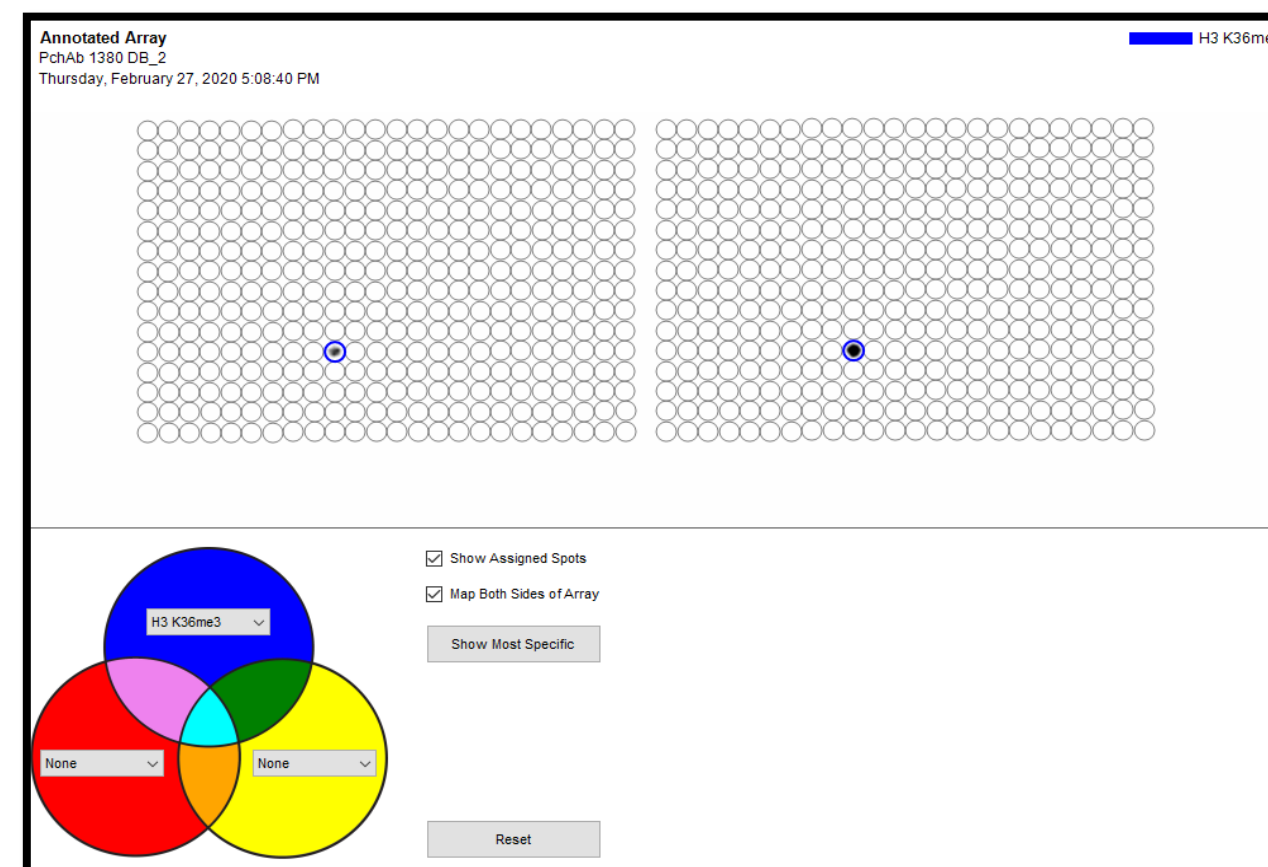 Annotated Array
PchAb 1380 DB_2
Thursday, February 27, 2020 5:08:40 PM
H3 K36me
Show Assigned Spots
Map Both Sides of Array
H3 K36me3
Show Most Specific
None
None
Reset